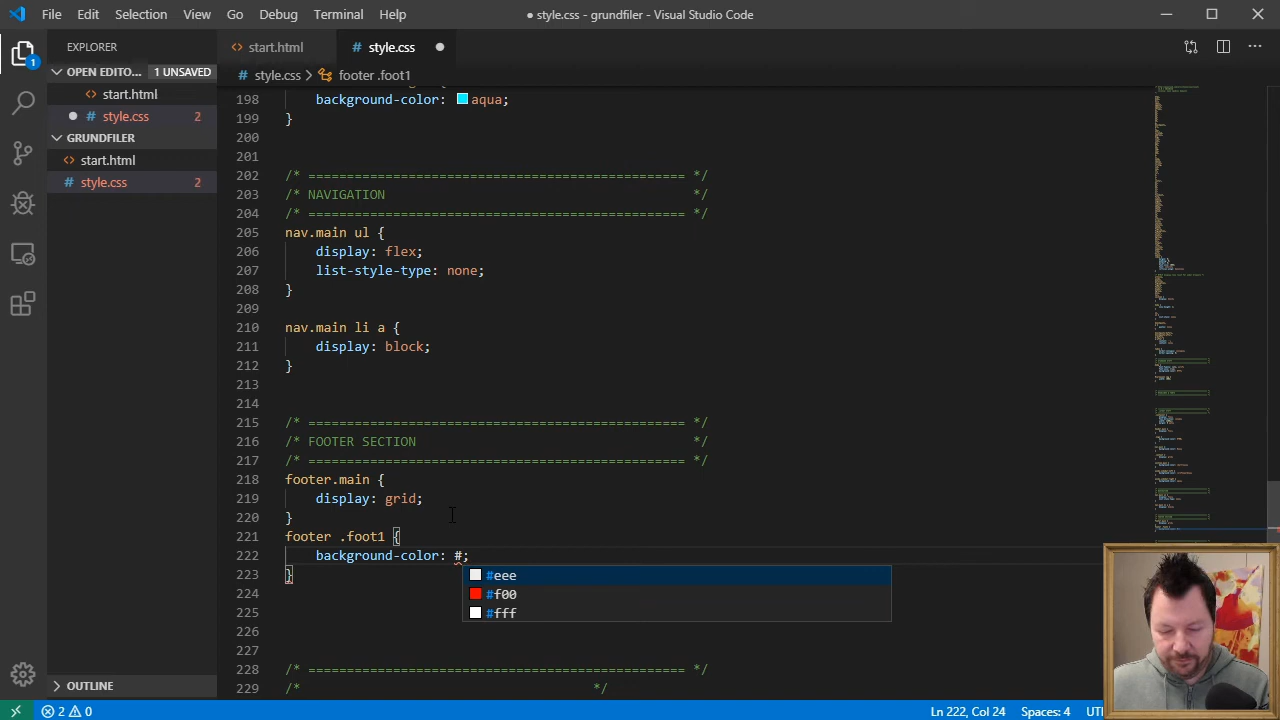 File Edit Selection View Go Debug Terminal Help
● style.css - grundfiler - Visual Studio Code
EXPLORER
OPEN EDITO... 1 UNSAVED
start.html
style.css 2
GRUNDFILER
start.html
style.css 2
OUTLINE
start.html
# style.css
# style.css > footer .foot1
198 background-color: aqua;
199 }
200
201
202 /* ================================================= */
203 /* NAVIGATION */
204 /* ================================================= */
205 nav.main ul {
206 display: flex;
207 list-style-type: none;
208 }
209
210 nav.main li a {
211 display: block;
212 }
213
214
215 /* ================================================= */
216 /* FOOTER SECTION */
217 /* ================================================= */
218 footer.main {
219 display: grid;
220 }
221 footer .foot1 {
222 background-color: #;
#eee
#f00
#fff
223 }
224
225
226
227
228 /* ================================================= */
229 /* */
2 0
Ln 222, Col 24 Spaces: 4